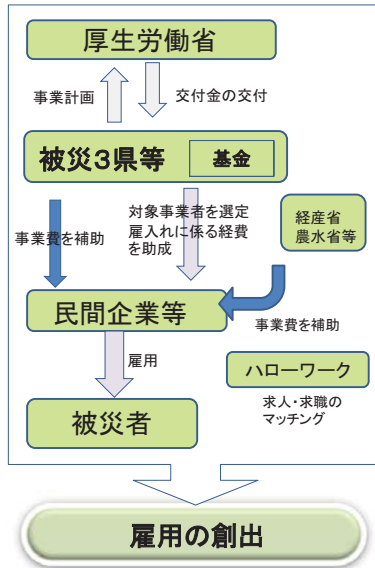 厚生労働省
事業計画
交付金の交付
被災３県等
基金
事業費を補助
対象事業者を選定
雇入れに係る経費
を助成
経産省
農水省等
民間企業等
事業費を補助
雇用
ハローワーク
求人・求職の
マッチング
被災者
雇用の創出